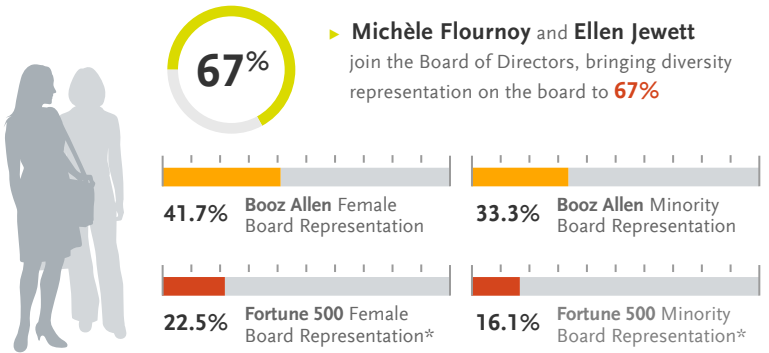 67%
► Michèle Flournoy and Ellen Jewett
join the Board of Directors, bringing diversity
representation on the board to 67%
41.7% Booz Allen Female
Board Representation
33.3% Booz Allen Minority
Board Representation
22.5% Fortune 500 Female
Board Representation*
16.1% Fortune 500 Minority
Board Representation*